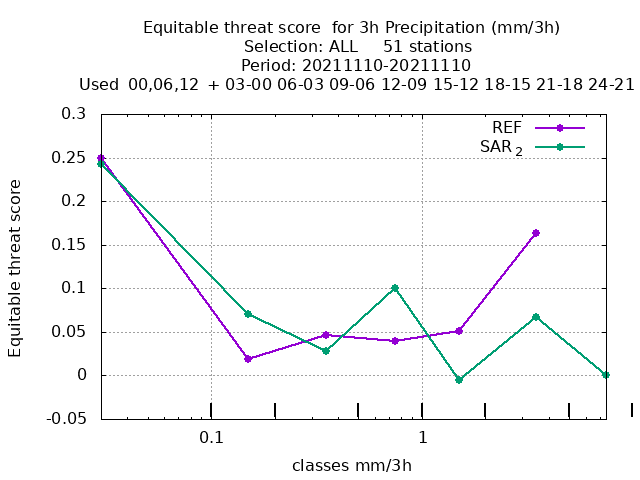 Equitable threat score  for 3h Precipitation (mm/3h)
Selection: ALL     51 stations
Period: 20211110-20211110
Used  00,06,12  + 03-00 06-03 09-06 12-09 15-12 18-15 21-18 24-21
REF
SAR 2
0.3
0.25
0.2
0.15
0.1
0.05
0
-0.05
Equitable threat score
0.1
1
classes mm/3h